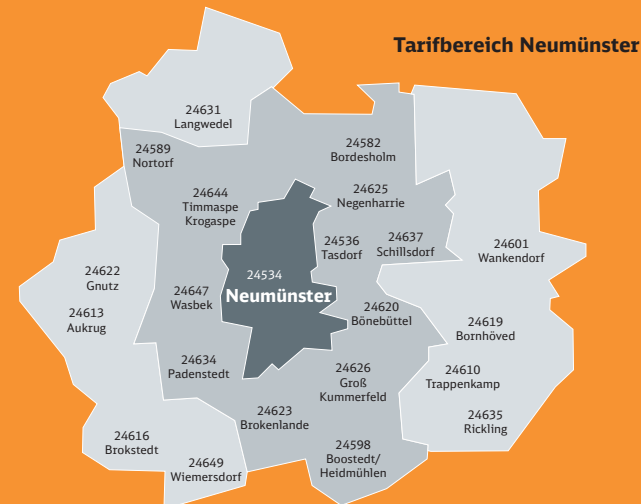 Tarifbereich Neumünster
24631
Langwedel
24589
Nortorf
24582
Bordesholm
24644
Timmaspe
Krogaspe
24625
Negenharrie
24536
Tasdorf
24637
Schillsdorf
24601
Wankendorf
24622
Gnutz
24613
Aukrug
24647
Wasbek
24534
Neumünster
24620
Bönebüttel
24619
Bornhöved
24634
Padenstedt
24626
Groß
Kummerfeld
24610
Trappenkamp
24635
Rickling
24623
Brokenlande
24616
Brokstedt
24649
Wiemersdorf
24598
Boostedt/
Heidmühlen